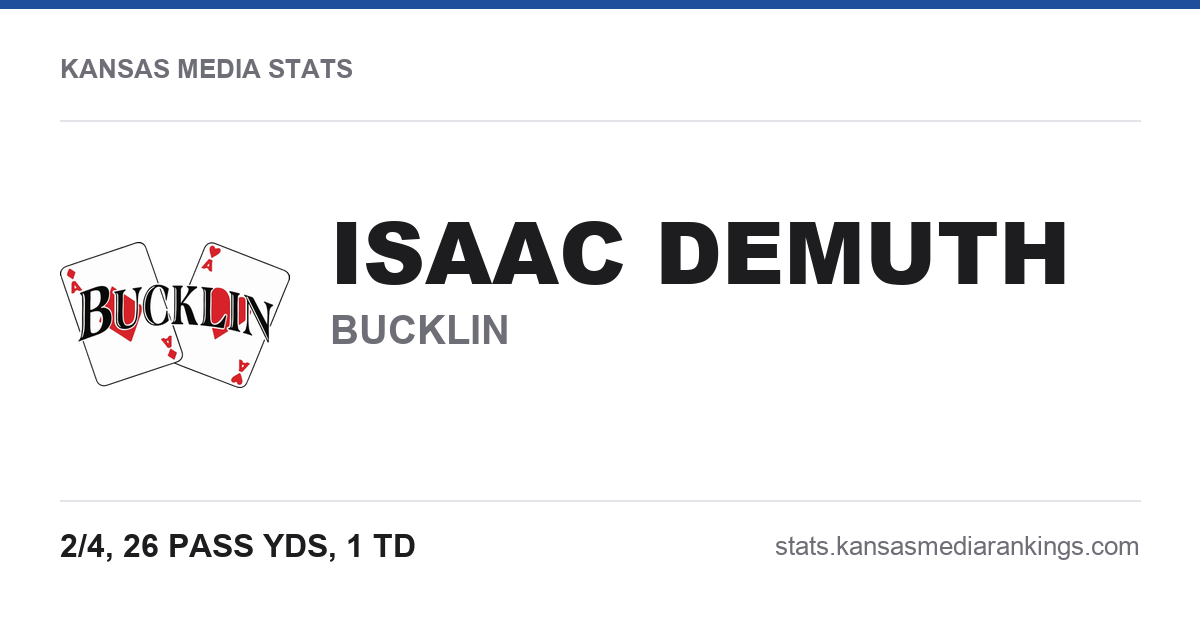 KANSAS MEDIA STATS
A
A
BUCKLIN
A
A
ISAAC DEMUTH
BUCKLIN
2/4, 26 PASS YDS, 1 TD
stats.kansasmediarankings.com